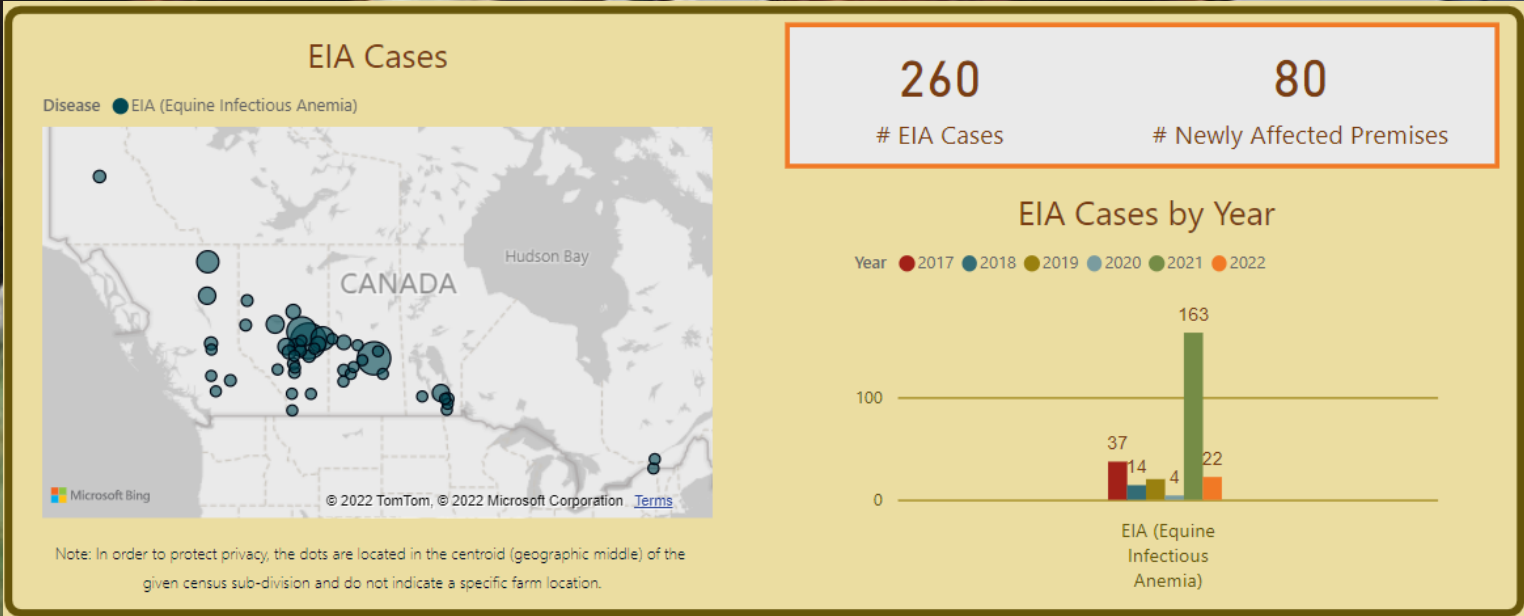 EIA Cases
Disease EIA (Equine Infectious Anemia)
Hudson Bay
CANADA
Microsoft Bing
© 2022 TomTom, © 2022 Microsoft Corporation Terms
Note: In order to protect privacy, the dots are located in the centroid (geographic middle) of the
given census sub-division and do not indicate a specific farm location.
260
# EIA Cases
80
# Newly Affected Premises
EIA Cases by Year
Year 2017 2018 2019 2020 2021 2022
163
100
37
14
4
22
0
EIA (Equine
Infectious
Anemia)